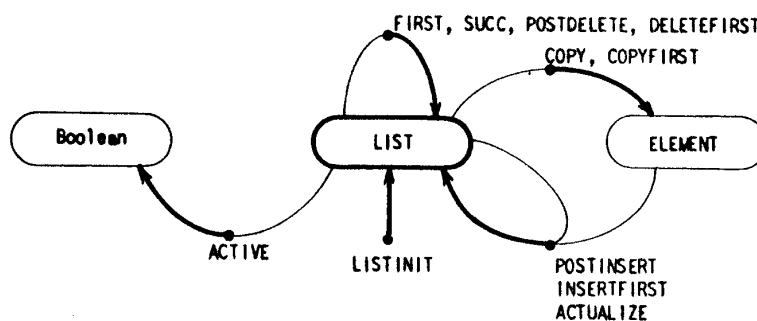 FIRST, SUCC, POSTDELETE, DELETEFIRST
COPY, COPYFIRST
Boolean
LIST
ELEMENT
ACTIVE
LISTINIT
POSTINSERT
INSERTFIRST
ACTUALIZE